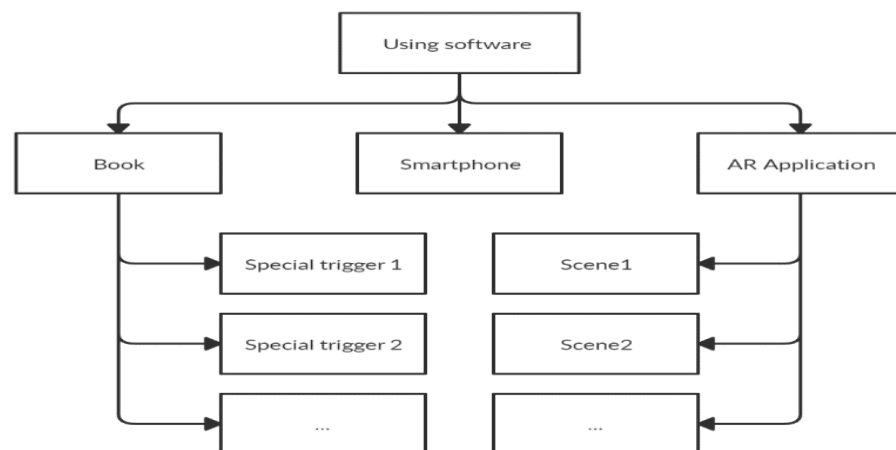 Using software
Book
Smartphone
AR Application
Special trigger 1
Scene1
Special trigger 2
Scene2
...
...